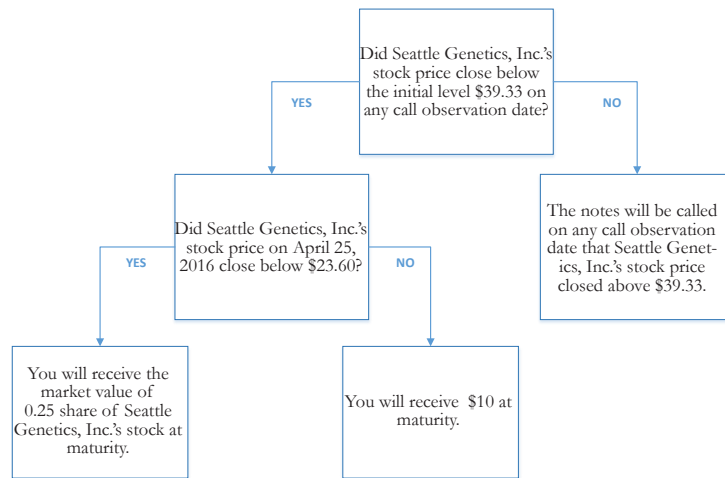 Did Seattle Genetics, Inc.'s
stock price close below
the initial level $39.33 on
any call observation date?
YES
NO
Did Seattle Genetics, Inc.'s
stock price on April 25,
2016 close below $23.60?
The notes will be called
on any call observation
date that Seattle Genet-
ics, Inc.'s stock price
closed above $39.33.
YES
NO
You will receive the
market value of
0.25 share of Seattle
Genetics, Inc.'s stock at
maturity.
You will receive $10 at
maturity.